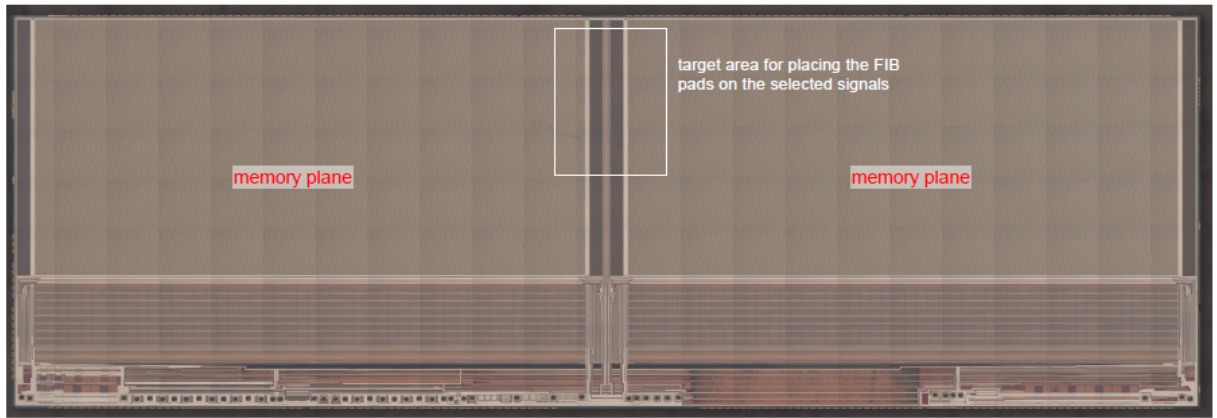 target area for placing the FIB
pads on the selected signals
memory plane
memory plane